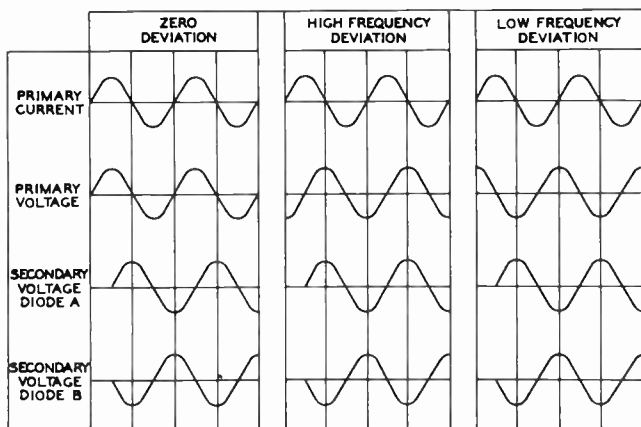 ZERO
DEVIATION
HIGH FREQUENCY
DEVIATION
LOW FREQUENCY
DEVIATION
PRIMARY
CURRENT
PRIMARY
VOLTAGE
SECONDARY
VOLTAGE
DIODE A
SECONDARY
VOLTAGE
DIODE B